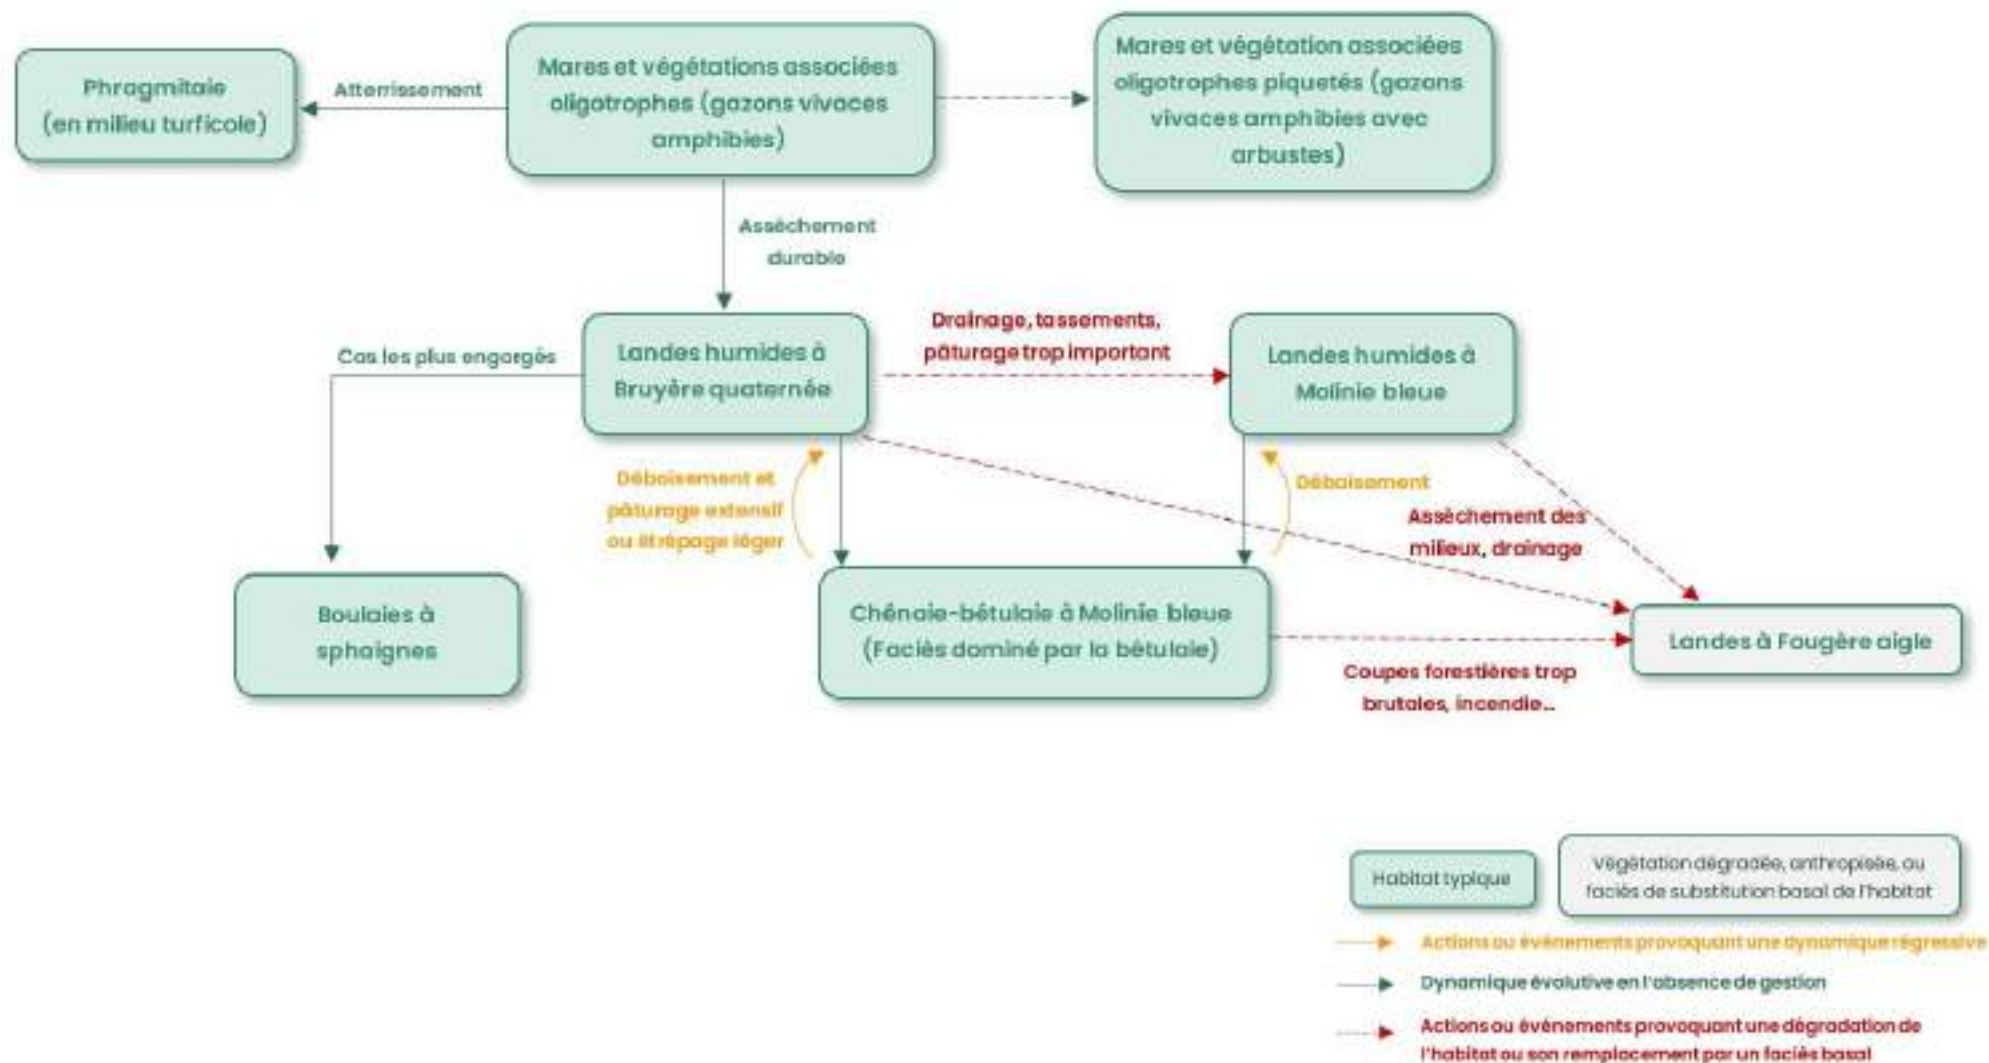 Phragmitaie
(en milieu turficole)
Atterrissement
Mares et végétations associées
oligotrophes (gazons vivaces
amphibies)
Mares et végétation associées
oligotrophes piquetés (gazons
vivaces amphibies avec
arbustes)
Assèchement
durable
Cas les plus engorgés
Landes humides à
Bruyère quaternée
Drainage, tassements,
pâturage trop important
Landes humides à
Molinie bleue
Déboisement et
pâturage extensif
ou étrépage léger
Déboisement
Assèchement des
milieux, drainage
Boulaies à
sphaignes
Chênaie-bétulaie à Molinie bleue
(Faciès dominé par la bétulaie)
Landes à Fougère aigle
Coupes forestières trop
brutales, incendie...
Habitat typique
Végétation dégradée, anthropisée, ou
faciès de substitution basal de l'habitat
Actions ou événements provoquant une dynamique régressive
Dynamique évolutive en l'absence de gestion
Actions ou événements provoquant une dégradation de
l'habitat ou son remplacement par un faciès basal